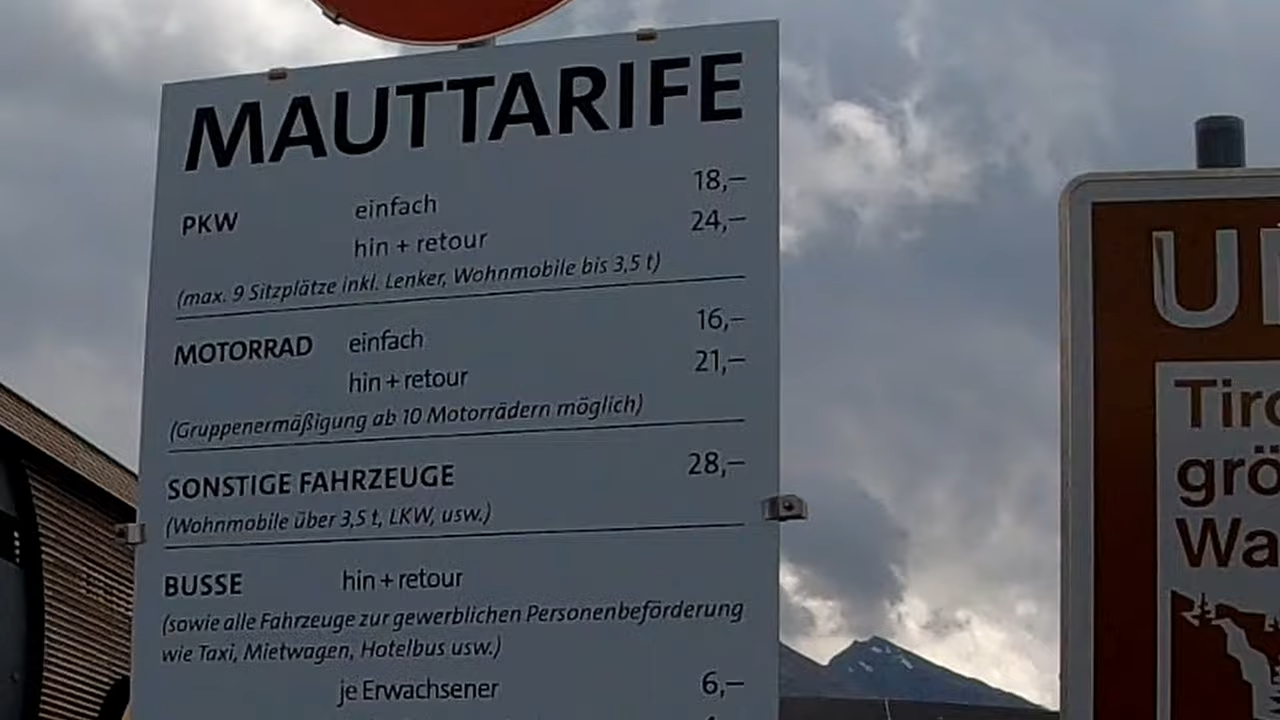 MAUTTARIFE
PKW einfach 18,–
hin + retour 24,–
(max. 9 Sitzplätze inkl. Lenker, Wohnmobile bis 3,5 t)
MOTORRAD einfach 16,–
hin + retour 21,–
(Gruppenermäßigung ab 10 Motorrädern möglich)
SONSTIGE FAHRZEUGE 28,–
(Wohnmobile über 3,5 t, LKW, usw.)
BUSSE hin + retour
(sowie alle Fahrzeuge zur gewerblichen Personenbeförderung
wie Taxi, Mietwagen, Hotelbus usw.)
je Erwachsener 6,–